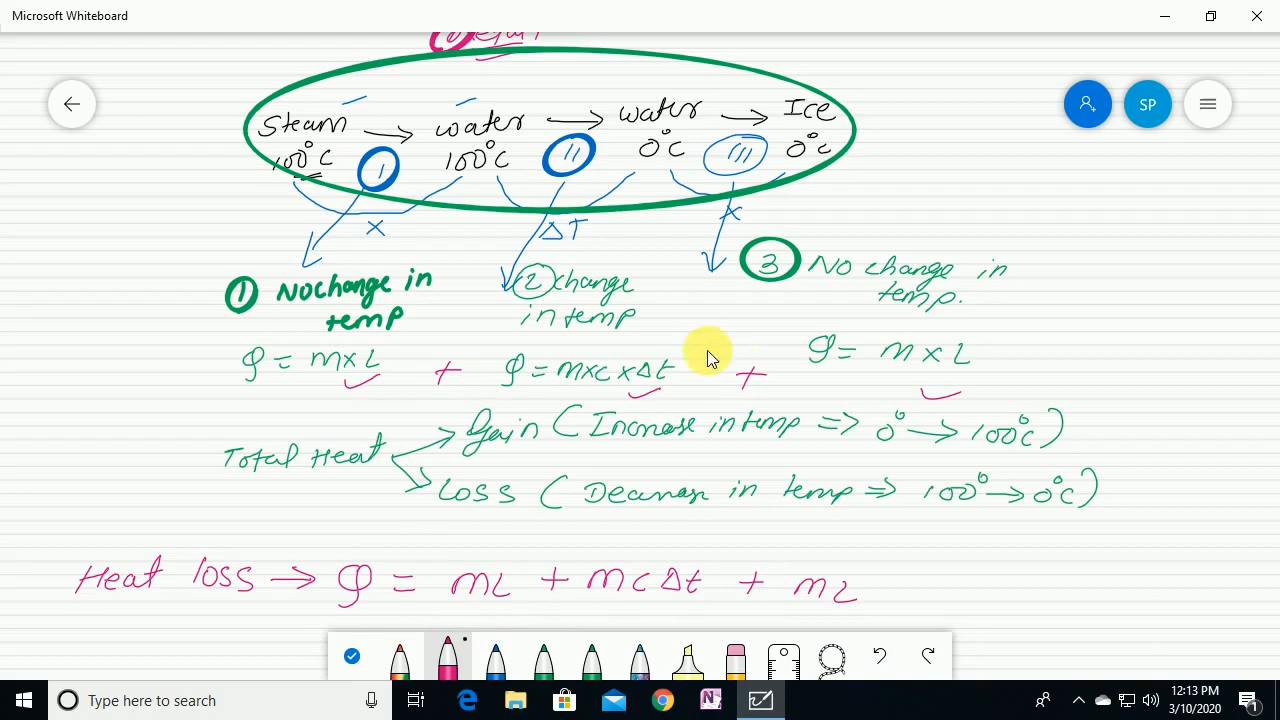 Microsoft Whiteboard
SP
Steam → water → water → Ice
100°C I 100°C II 0°C III 0°C
X ΔT X
① No change in temp
② change in temp
③ No change in temp.
Q = m×L + Q = m×c×Δt + Q = m×L
Total Heat
Gain ( Increase in temp ⇒ 0° → 100°C )
Loss ( Decrease in temp ⇒ 100° → 0°C )
Heat loss → Q = mL + mcΔt + mL
Type here to search
12:13 PM
3/10/2020
1